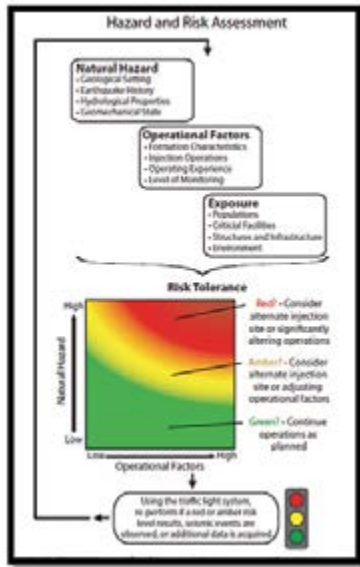 Hazard and Risk Assessment
Natural Hazard
• Geological Setting
• Earthquake History
• Hydrological Properties
• Geomechanical State
Operational Factors
• Formation Characteristics
• Injection Operations
• Operating Experience
• Level of Monitoring
Exposure
• Populations
• Critical Facilities
• Structures and Infrastructure
• Environment
Risk Tolerance
High
Natural Hazard
Low
Low
High
Operational Factors
Red? - Consider
alternate injection
site or significantly
altering operations
Amber? - Consider
alternate injection
site or adjusting
operational factors
Green? - Continue
operations as
planned
Using the traffic light system,
re-perform if a red or amber risk
level results, seismic events are
observed, or additional data is acquired.